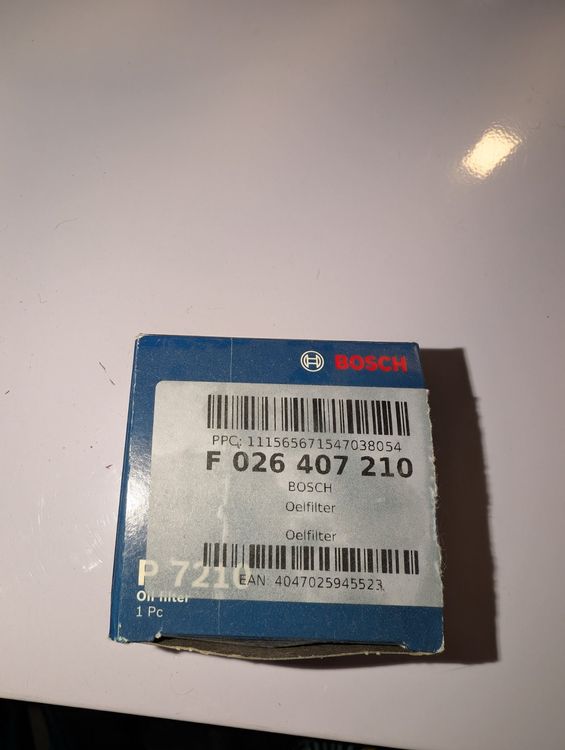 BOSCH
PPC: 111565671547038054
F 026 407 210
BOSCH
Oelfilter
Oelfilter
P 7210
EAN: 4047025945523
Oil filter
1 Pc